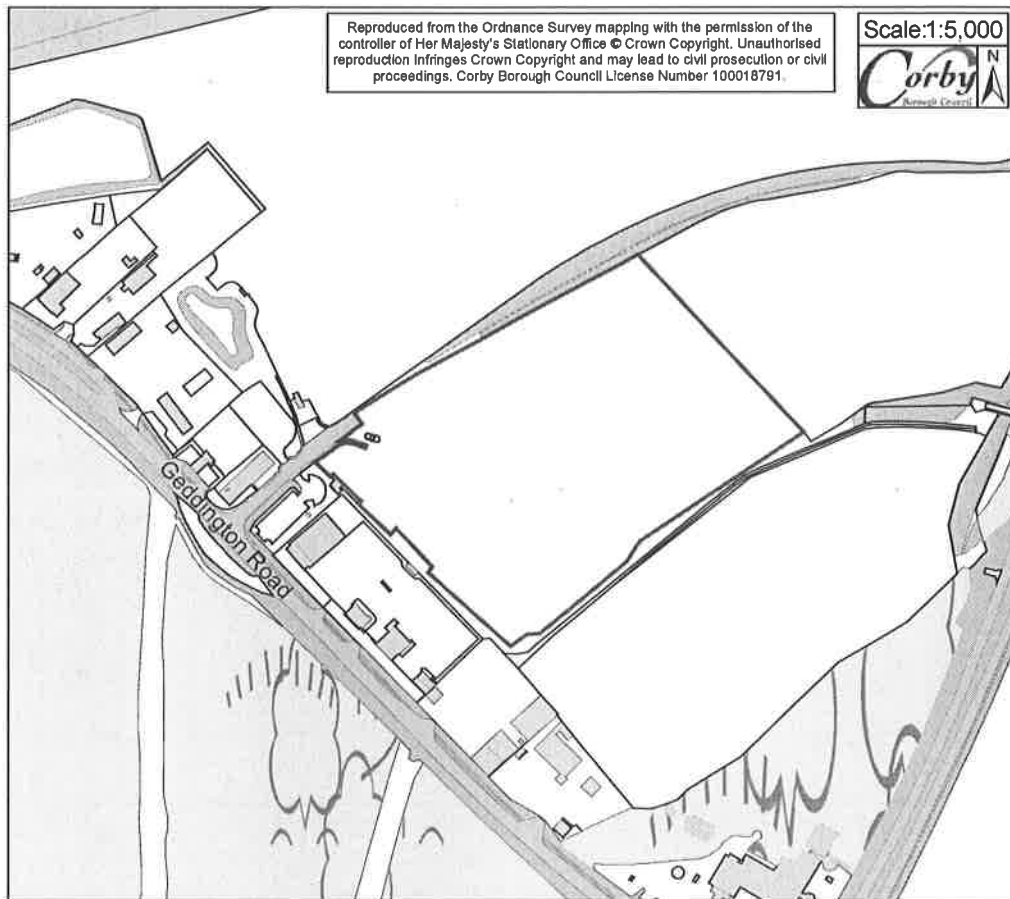 Reproduced from the Ordnance Survey mapping with the permission of the
controller of Her Majesty's Stationary Office © Crown Copyright. Unauthorised
reproduction infringes Crown Copyright and may lead to civil prosecution or civil
proceedings. Corby Borough Council License Number 100018791.
Scale:1:5,000
Corby
Borough Council
N
Geddington Road